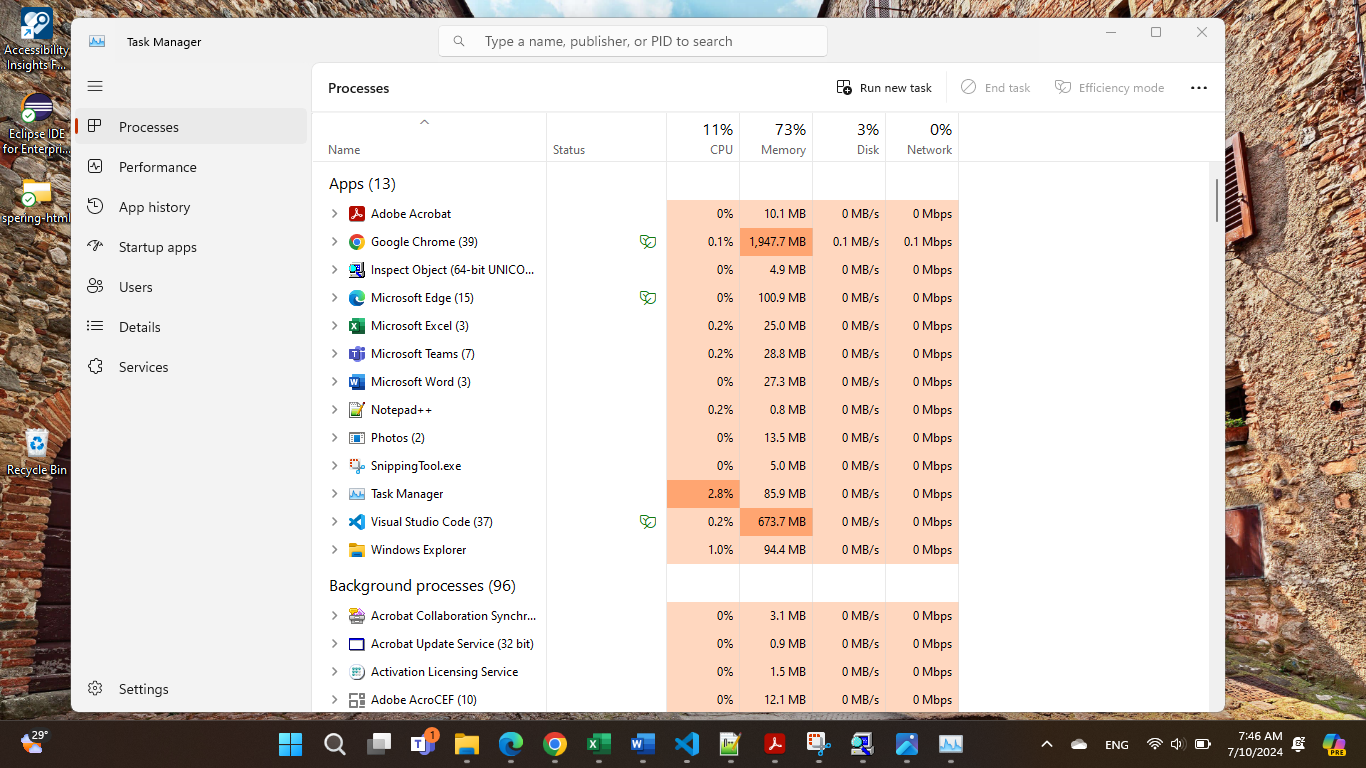 Accessibility
Insights F...
Eclipse IDE
for Enterpri...
spering-html
Recycle Bin
Task Manager
Type a name, publisher, or PID to search
Processes
Performance
App history
Startup apps
Users
Details
Services
Settings
Processes
Run new task
End task
Efficiency mode
11% 73% 3% 0%
Name Status CPU Memory Disk Network
Apps (13)
Adobe Acrobat 0% 10.1 MB 0 MB/s 0 Mbps
Google Chrome (39) 0.1% 1,947.7 MB 0.1 MB/s 0.1 Mbps
Inspect Object (64-bit UNICO... 0% 4.9 MB 0 MB/s 0 Mbps
Microsoft Edge (15) 0% 100.9 MB 0 MB/s 0 Mbps
Microsoft Excel (3) 0.2% 25.0 MB 0 MB/s 0 Mbps
Microsoft Teams (7) 0.2% 28.8 MB 0 MB/s 0 Mbps
Microsoft Word (3) 0% 27.3 MB 0 MB/s 0 Mbps
Notepad++ 0.2% 0.8 MB 0 MB/s 0 Mbps
Photos (2) 0% 13.5 MB 0 MB/s 0 Mbps
SnippingTool.exe 0% 5.0 MB 0 MB/s 0 Mbps
Task Manager 2.8% 85.9 MB 0 MB/s 0 Mbps
Visual Studio Code (37) 0.2% 673.7 MB 0 MB/s 0 Mbps
Windows Explorer 1.0% 94.4 MB 0 MB/s 0 Mbps
Background processes (96)
Acrobat Collaboration Synchr... 0% 3.1 MB 0 MB/s 0 Mbps
Acrobat Update Service (32 bit) 0% 0.9 MB 0 MB/s 0 Mbps
Activation Licensing Service 0% 1.5 MB 0 MB/s 0 Mbps
Adobe AcroCEF (10) 0% 12.1 MB 0 MB/s 0 Mbps
29°
1
ENG
7:46 AM
7/10/2024
PRE